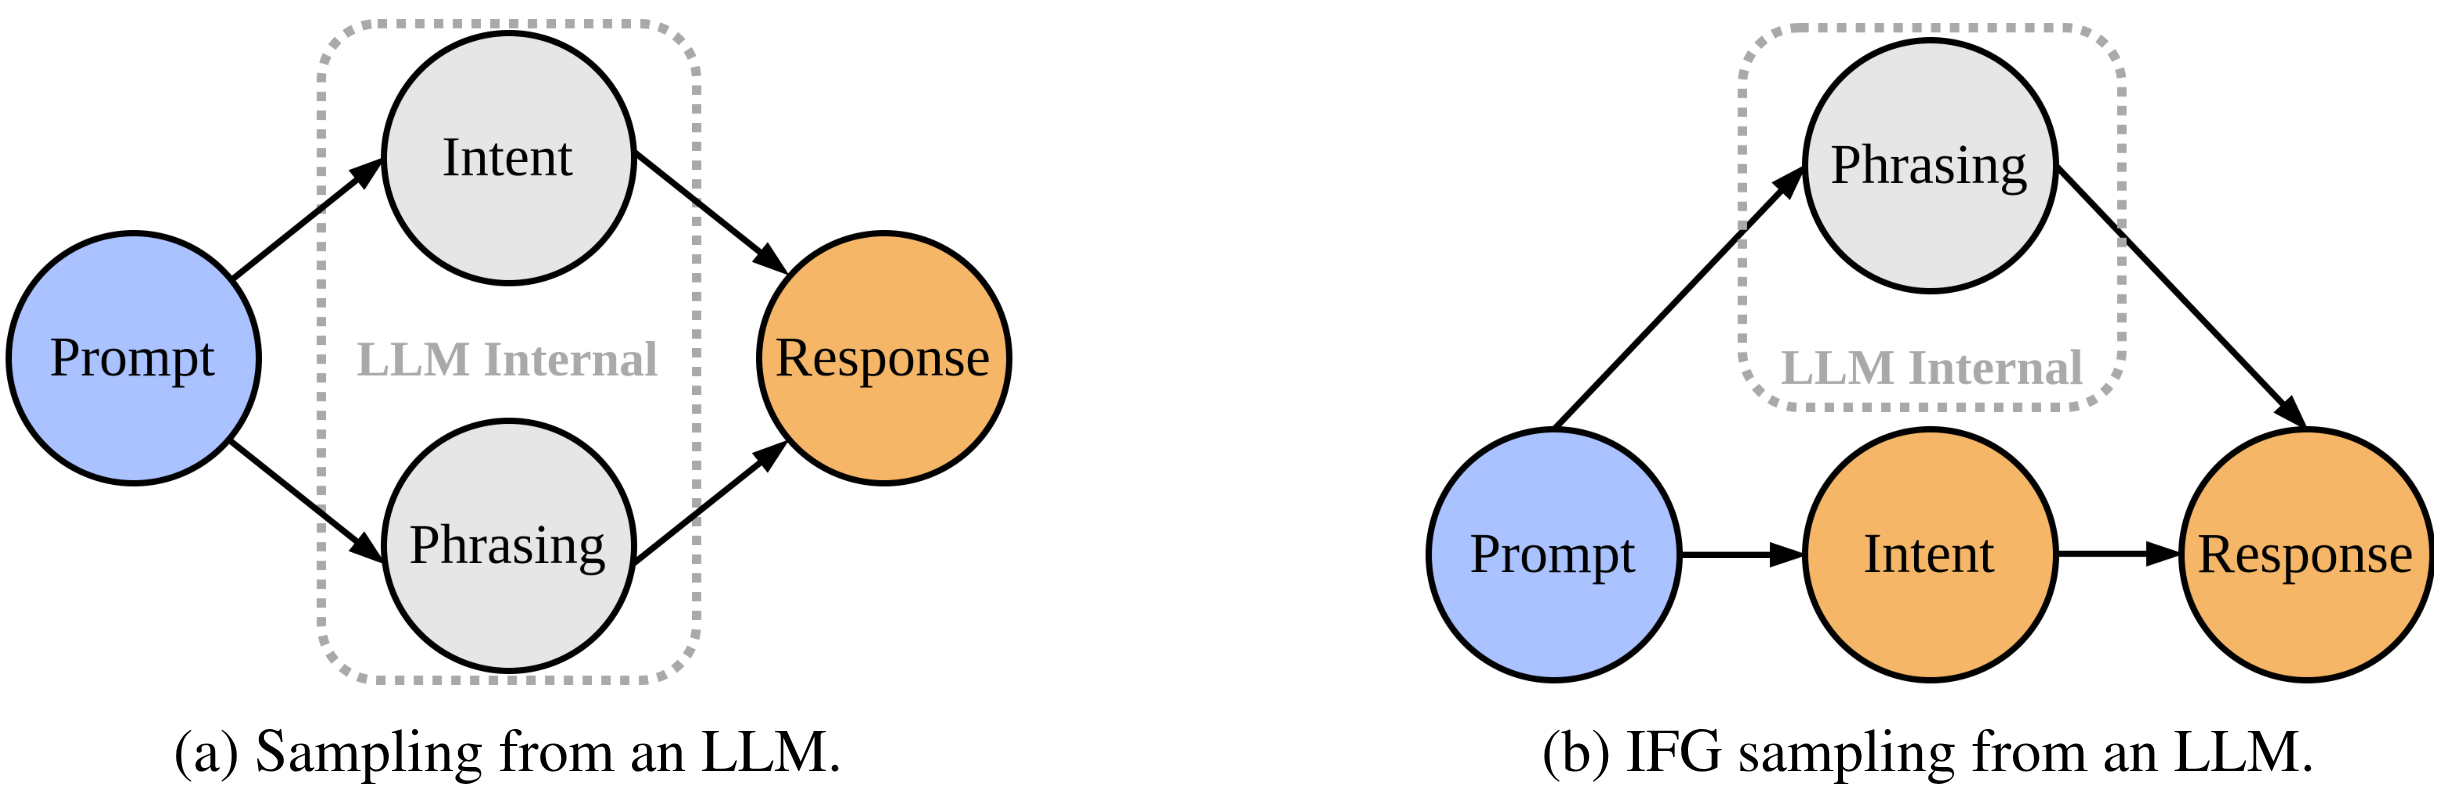 Intent
Prompt
LLM Internal
Response
Phrasing
(a) Sampling from an LLM.
Phrasing
LLM Internal
Prompt
Intent
Response
(b) IFG sampling from an LLM.